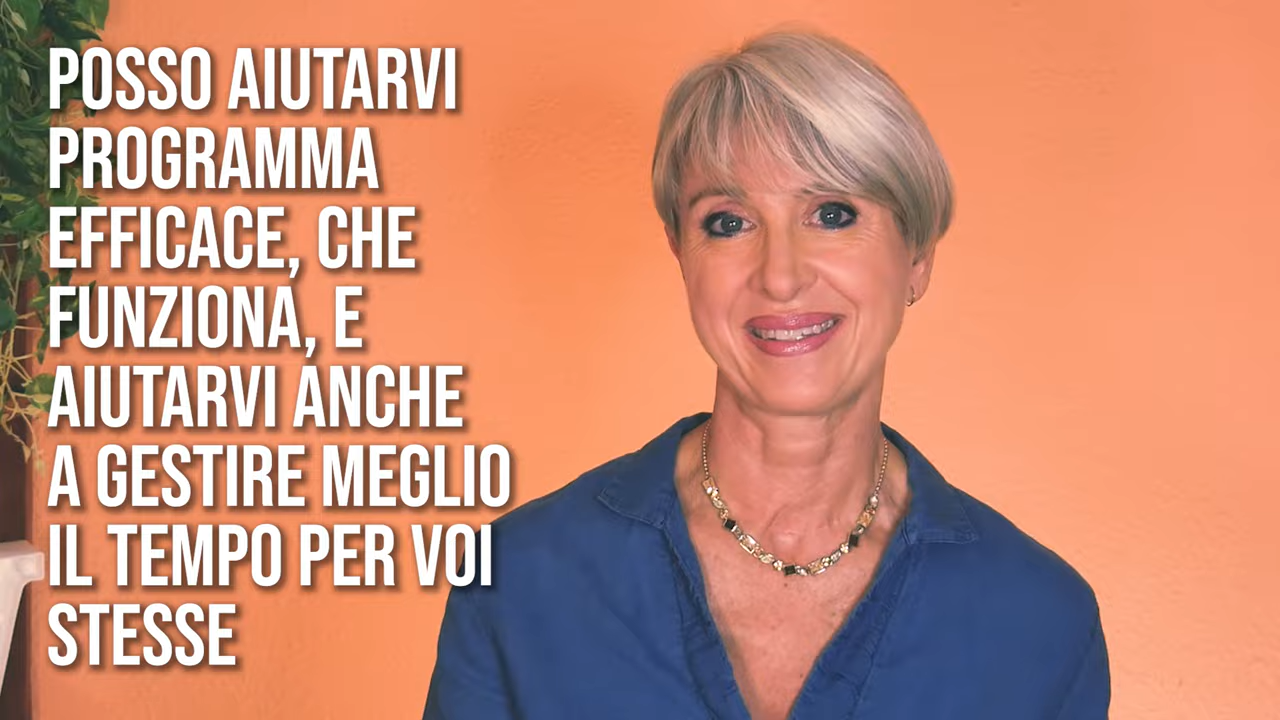 POSSO AIUTARVI
PROGRAMMA
EFFICACE, CHE
FUNZIONA, E
AIUTARVI ANCHE
A GESTIRE MEGLIO
IL TEMPO PER VOI
STESSE